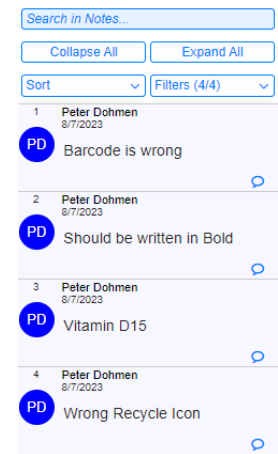 Search in Notes...
Collapse All
Expand All
Sort
Filters (4/4)
1 Peter Dohmen
8/7/2023
PD
Barcode is wrong
2 Peter Dohmen
8/7/2023
PD
Should be written in Bold
3 Peter Dohmen
8/7/2023
PD
Vitamin D15
4 Peter Dohmen
8/7/2023
PD
Wrong Recycle Icon